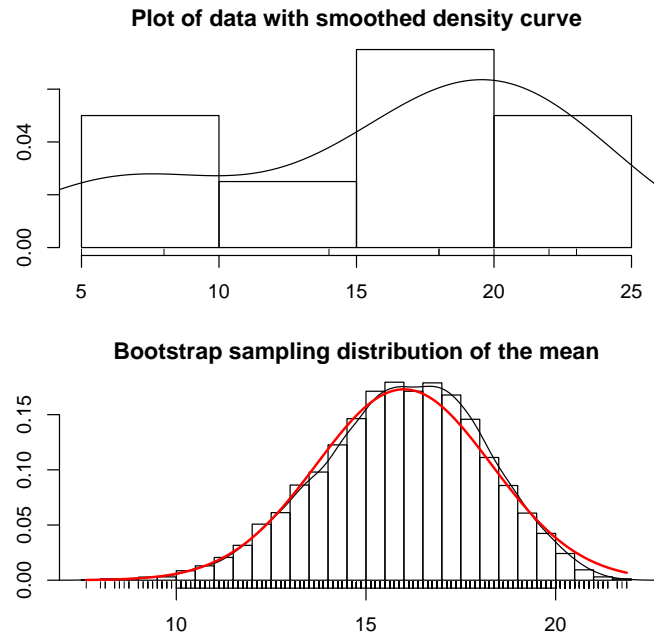 Plot of data with smoothed density curve
0.04
0.00
5 10 15 20 25
Bootstrap sampling distribution of the mean
0.15
0.10
0.05
0.00
10 15 20